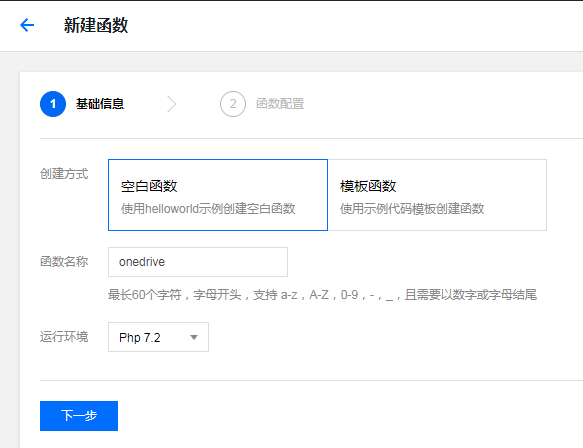 新建函数
1 基础信息 2 函数配置
创建方式 空白函数 模板函数
使用helloworld示例创建空白函数 使用示例代码模板创建函数
函数名称 onedrive
最长60个字符，字母开头，支持 a-z，A-Z，0-9，-，_，且需要以数字或字母结尾
运行环境 Php 7.2
下一步